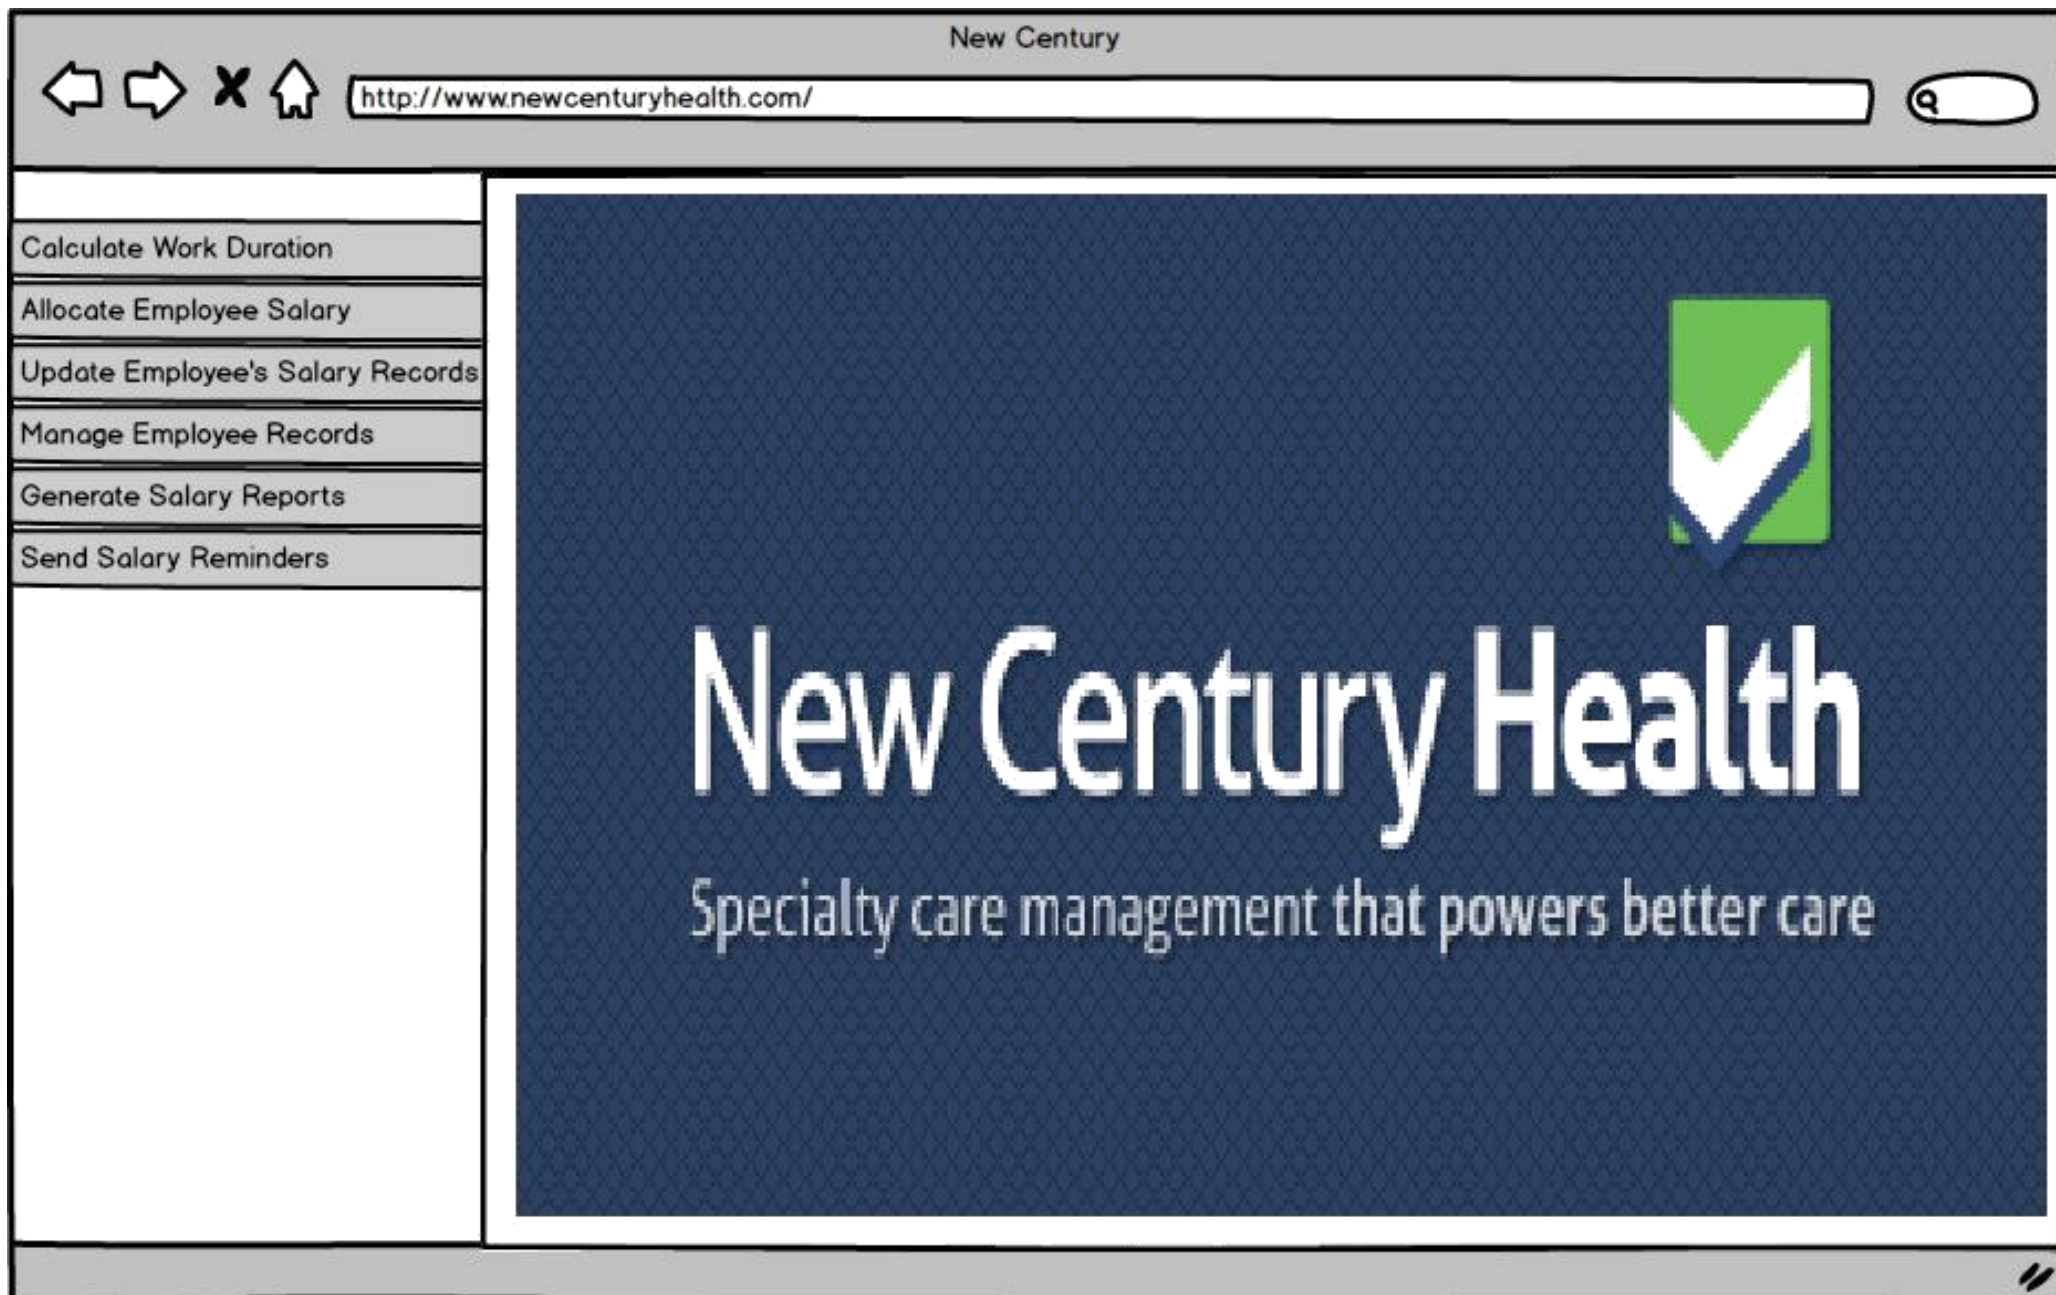 New Century
http://www.newcenturyhealth.com/
Calculate Work Duration
Allocate Employee Salary
Update Employee's Salary Records
Manage Employee Records
Generate Salary Reports
Send Salary Reminders
New Century Health
Specialty care management that powers better care